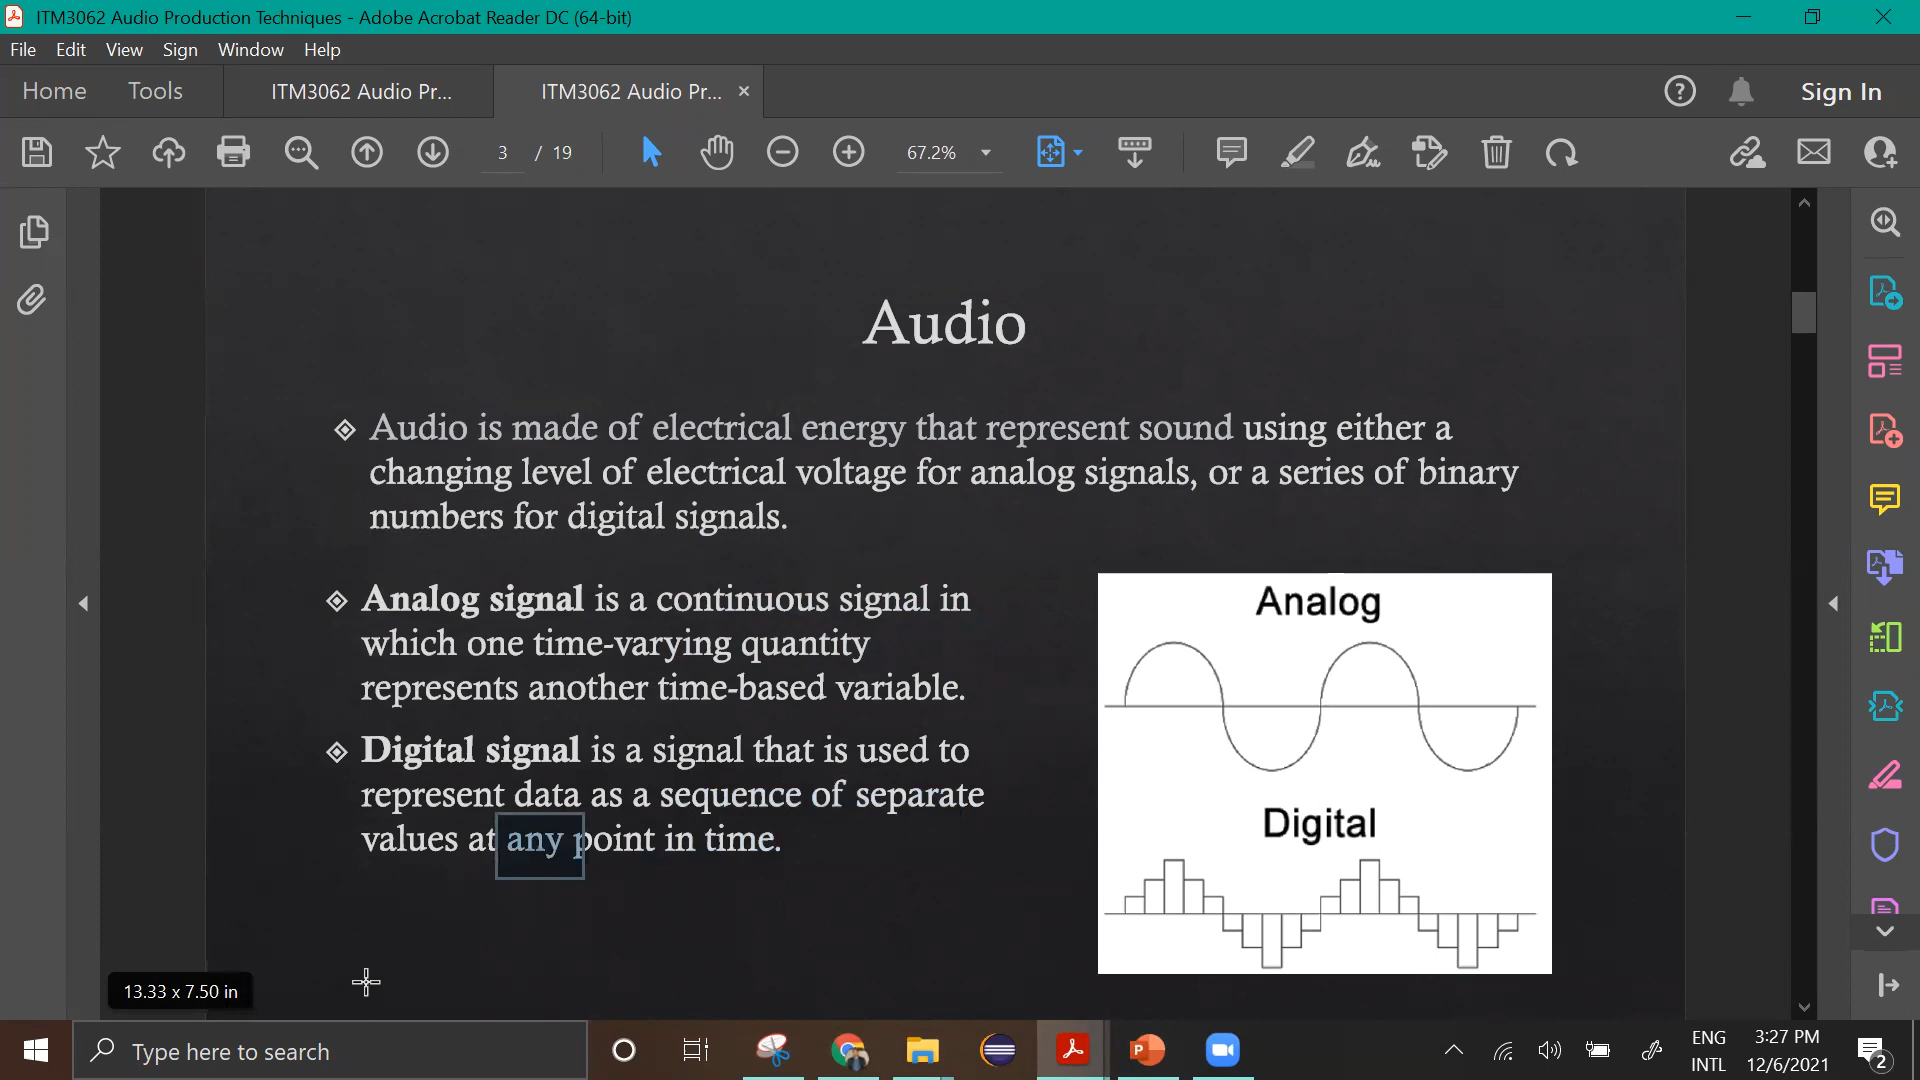 ITM3062 Audio Production Techniques - Adobe Acrobat Reader DC (64-bit)
File Edit View Sign Window Help
Home Tools ITM3062 Audio Pr... ITM3062 Audio Pr... Sign In
3 / 19 67.2%
Audio
Audio is made of electrical energy that represent sound using either a
changing level of electrical voltage for analog signals, or a series of binary
numbers for digital signals.
Analog signal is a continuous signal in
which one time-varying quantity
represents another time-based variable.
Digital signal is a signal that is used to
represent data as a sequence of separate
values at any point in time.
Analog
Digital
13.33 x 7.50 in
Type here to search
ENG
INTL
3:27 PM
12/6/2021
2